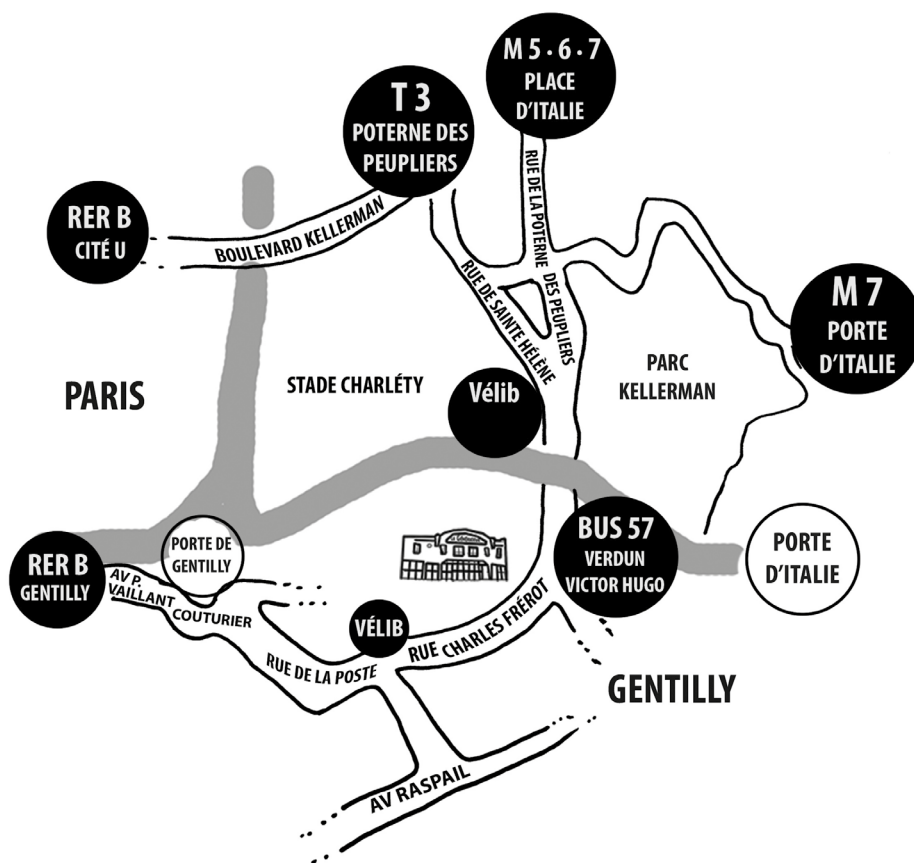 M 5·6·7
PLACE
D'ITALIE
T 3
POTERNE DES
PEUPLIERS
RER B
CITÉ U
BOULEVARD KELLERMAN
RUE DE LA POTERNE DES PEUPLIERS
RUE DE SAINTE HÉLÈNE
M 7
PORTE
D'ITALIE
PARIS
STADE CHARLÉTY
Vélib
PARC
KELLERMAN
RER B
GENTILLY
PORTE DE
GENTILLY
BUS 57
VERDUN
VICTOR HUGO
PORTE
D'ITALIE
AV P.
VAILLANT
COUTURIER
VÉLIB
RUE DE LA POSTE
RUE CHARLES FRÉROT
GENTILLY
AV RASPAIL